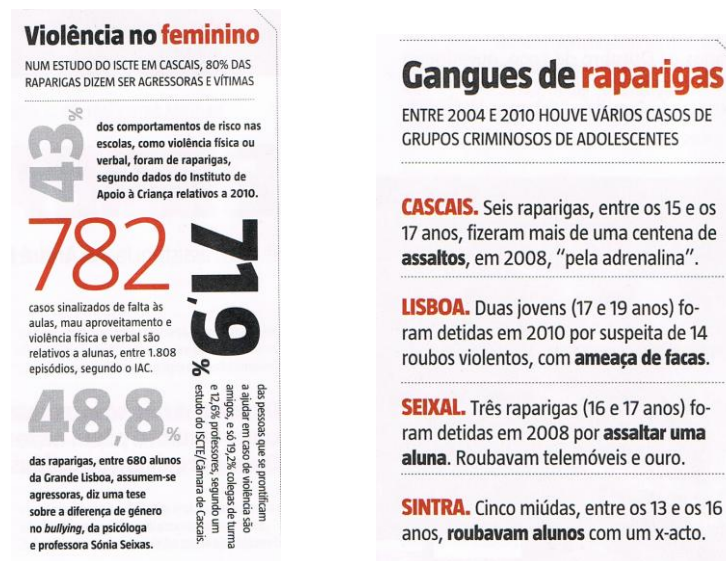 Violência no feminino
NUM ESTUDO DO ISCTE EM CASCAIS, 80% DAS
RAPARIGAS DIZEM SER AGRESSORAS E VÍTIMAS
43%
dos comportamentos de risco nas
escolas, como violência física ou
verbal, foram de raparigas,
segundo dados do Instituto de
Apoio à Criança relativos a 2010.
782
casos sinalizados de falta às
aulas, mau aproveitamento e
violência física e verbal são
relativos a alunas, entre 1.808
episódios, segundo o IAC.
71,9%
das pessoas que se prontificam
a ajudar em caso de violência são
amigos, e só 19,2% colegas de turma
e 12,6% professores, segundo um
estudo do ISCTE/Câmara de Cascais.
48,8%
das raparigas, entre 680 alunos
da Grande Lisboa, assumem-se
agressoras, diz uma tese
sobre a diferença de género
no bullying, da psicóloga
e professora Sónia Seixas.
Gangues de raparigas
ENTRE 2004 E 2010 HOUVE VÁRIOS CASOS DE
GRUPOS CRIMINOSOS DE ADOLESCENTES
CASCAIS. Seis raparigas, entre os 15 e os
17 anos, fizeram mais de uma centena de
assaltos, em 2008, “pela adrenalina”.
LISBOA. Duas jovens (17 e 19 anos) fo-
ram detidas em 2010 por suspeita de 14
roubos violentos, com ameaça de facas.
SEIXAL. Três raparigas (16 e 17 anos) fo-
ram detidas em 2008 por assaltar uma
aluna. Roubavam telemóveis e ouro.
SINTRA. Cinco miúdas, entre os 13 e os 16
anos, roubavam alunos com um x-acto.